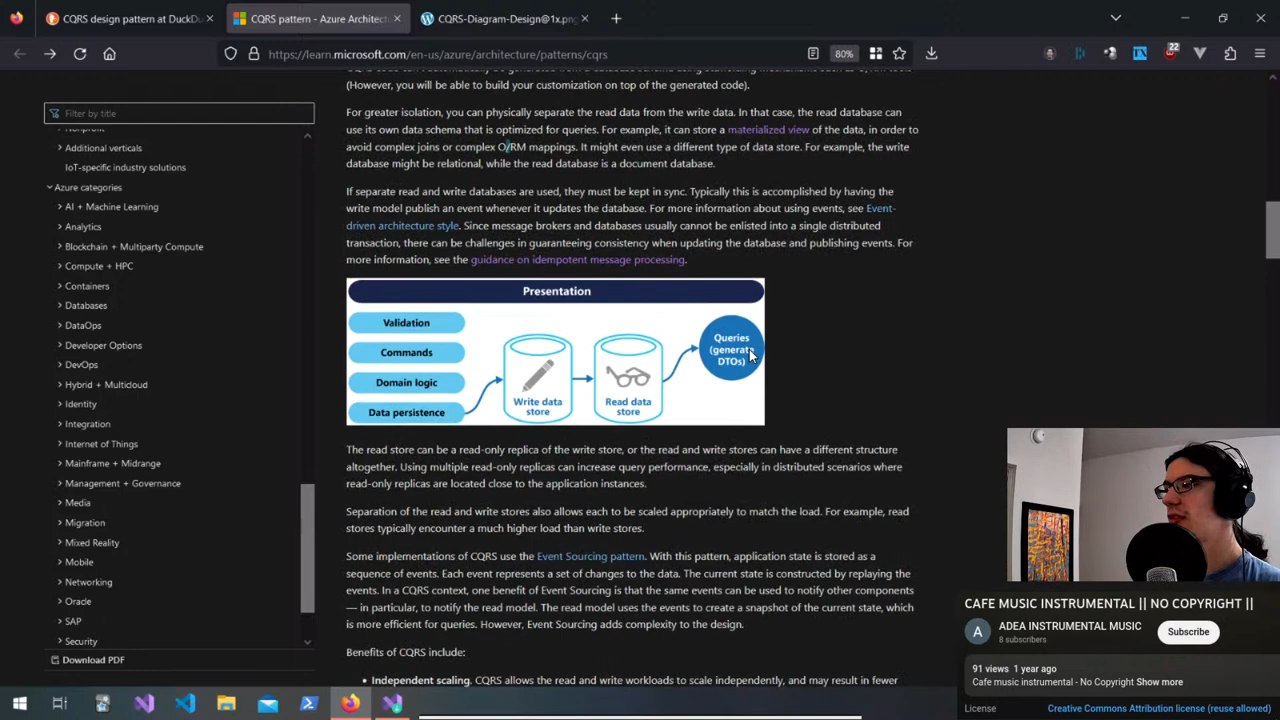 CQRS design pattern at DuckDu
CQRS pattern - Azure Architect
CQRS-Diagram-Design@1x.png
https://learn.microsoft.com/en-us/azure/architecture/patterns/cqrs
80%
22
Filter by title
Nonprofit
Additional verticals
IoT-specific industry solutions
Azure categories
AI + Machine Learning
Analytics
Blockchain + Multiparty Compute
Compute + HPC
Containers
Databases
DataOps
Developer Options
DevOps
Hybrid + Multicloud
Identity
Integration
Internet of Things
Mainframe + Midrange
Management + Governance
Media
Migration
Mixed Reality
Mobile
Networking
Oracle
SAP
Security
Download PDF
(However, you will be able to build your customization on top of the generated code).
For greater isolation, you can physically separate the read data from the write data. In that case, the read database can
use its own data schema that is optimized for queries. For example, it can store a materialized view of the data, in order to
avoid complex joins or complex O/RM mappings. It might even use a different type of data store. For example, the write
database might be relational, while the read database is a document database.
If separate read and write databases are used, they must be kept in sync. Typically this is accomplished by having the
write model publish an event whenever it updates the database. For more information about using events, see Event-
driven architecture style. Since message brokers and databases usually cannot be enlisted into a single distributed
transaction, there can be challenges in guaranteeing consistency when updating the database and publishing events. For
more information, see the guidance on idempotent message processing.
Presentation
Validation
Commands
Domain logic
Data persistence
Write data
store
Read data
store
Queries
(generate
DTOs)
The read store can be a read-only replica of the write store, or the read and write stores can have a different structure
altogether. Using multiple read-only replicas can increase query performance, especially in distributed scenarios where
read-only replicas are located close to the application instances.
Separation of the read and write stores also allows each to be scaled appropriately to match the load. For example, read
stores typically encounter a much higher load than write stores.
Some implementations of CQRS use the Event Sourcing pattern. With this pattern, application state is stored as a
sequence of events. Each event represents a set of changes to the data. The current state is constructed by replaying the
events. In a CQRS context, one benefit of Event Sourcing is that the same events can be used to notify other components
— in particular, to notify the read model. The read model uses the events to create a snapshot of the current state, which
is more efficient for queries. However, Event Sourcing adds complexity to the design.
Benefits of CQRS include:
• Independent scaling. CQRS allows the read and write workloads to scale independently, and may result in fewer
CAFE MUSIC INSTRUMENTAL || NO COPYRIGHT ||
A
ADEA INSTRUMENTAL MUSIC
8 subscribers
Subscribe
91 views 1 year ago
Cafe music instrumental - No Copyright Show more
License
Creative Commons Attribution license (reuse allowed)